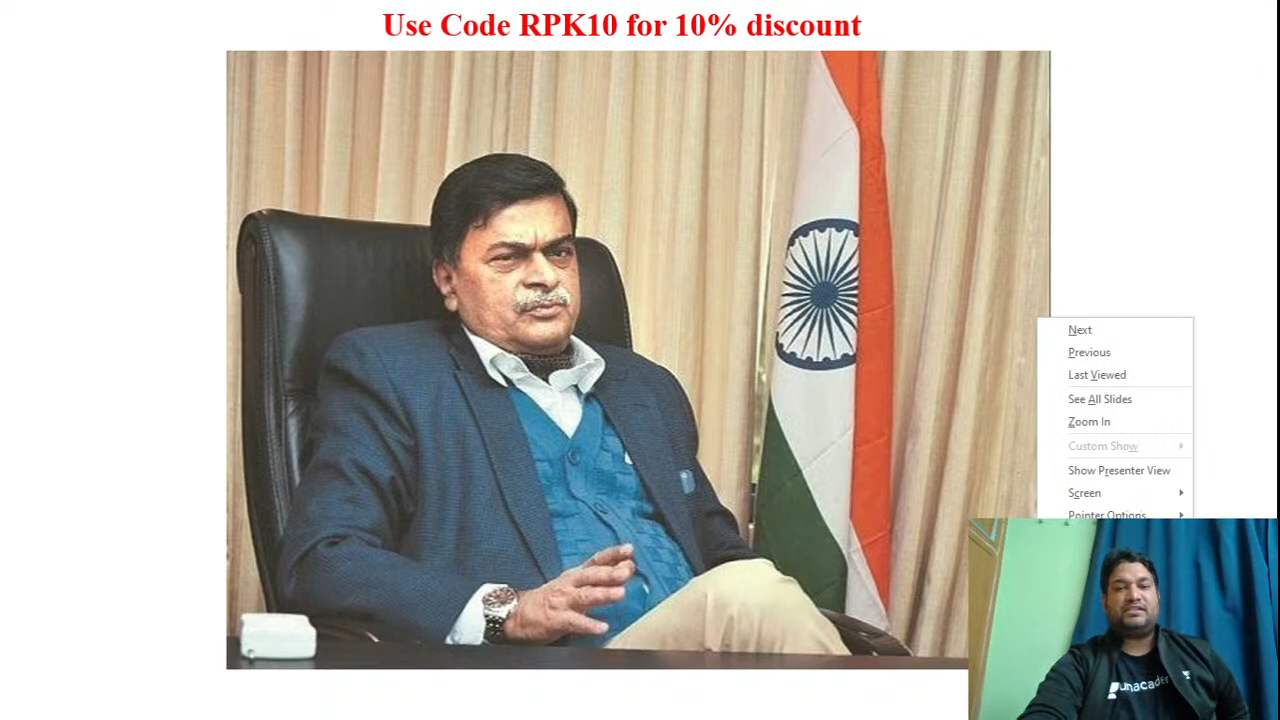 Use Code RPK10 for 10% discount
Next
Previous
Last Viewed
See All Slides
Zoom In
Custom Show
Show Presenter View
Screen
Pointer Options